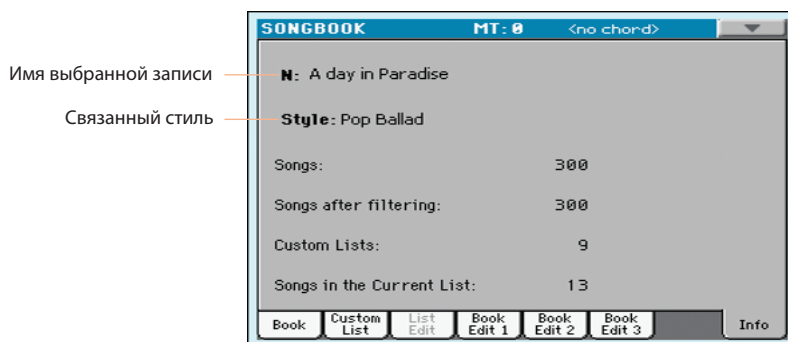 SONGBOOK MT: 0 <no chord>
Имя выбранной записи
N: A day in Paradise
Связанный стиль
Style: Pop Ballad
Songs: 300
Songs after filtering: 300
Custom Lists: 9
Songs in the Current List: 13
Book Custom List List Edit Book Edit 1 Book Edit 2 Book Edit 3 Info